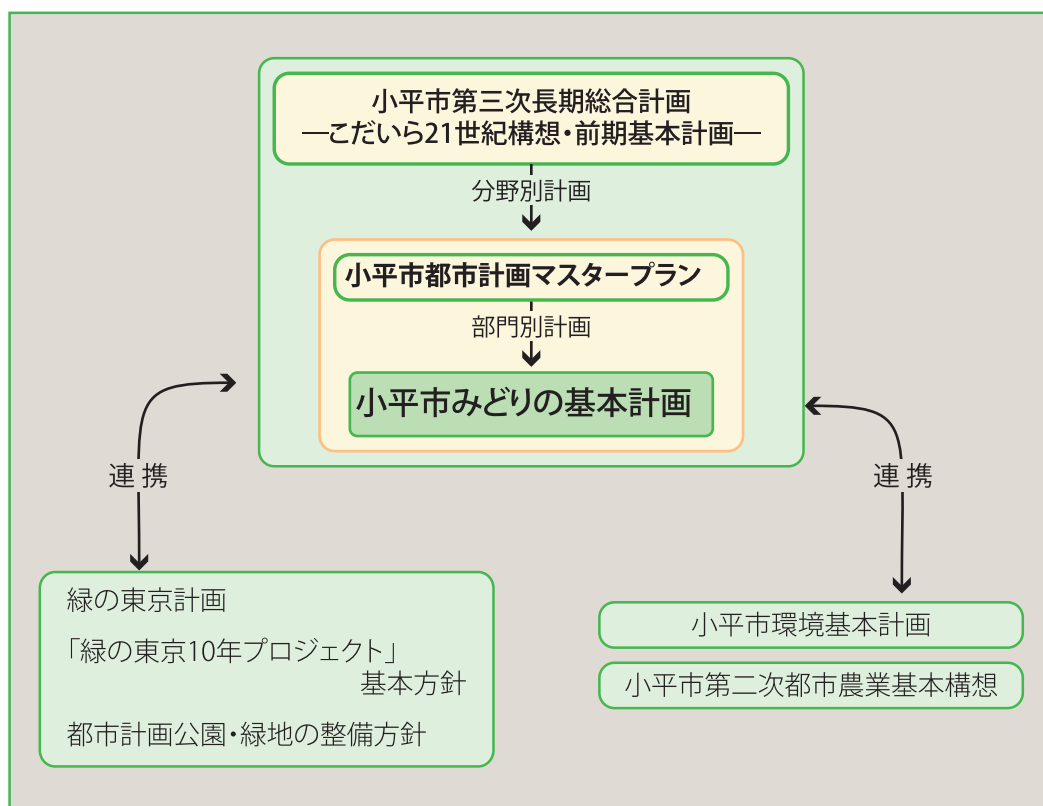 小平市第三次長期総合計画
―こだいら21世紀構想・前期基本計画―
分野別計画
小平市都市計画マスタープラン
部門別計画
小平市みどりの基本計画
連携
連携
緑の東京計画
「緑の東京10年プロジェクト」
基本方針
都市計画公園・緑地の整備方針
小平市環境基本計画
小平市第二次都市農業基本構想